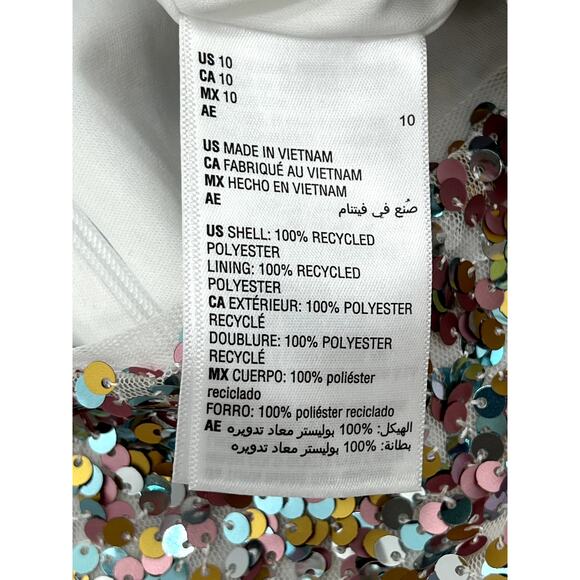 US 10
CA 10
MX 10
AE 10
US MADE IN VIETNAM
CA FABRIQUÉ AU VIETNAM
MX HECHO EN VIETNAM
AE صُنع في فيتنام
US SHELL: 100% RECYCLED
POLYESTER
LINING: 100% RECYCLED
POLYESTER
CA EXTÉRIEUR: 100% POLYESTER
RECYCLÉ
DOUBLURE: 100% POLYESTER
RECYCLÉ
MX CUERPO: 100% poliéster
reciclado
FORRO: 100% poliéster reciclado
AE الهيكل: 100% بوليستر معاد تدويره
بطانة: 100% بوليستر معاد تدويره